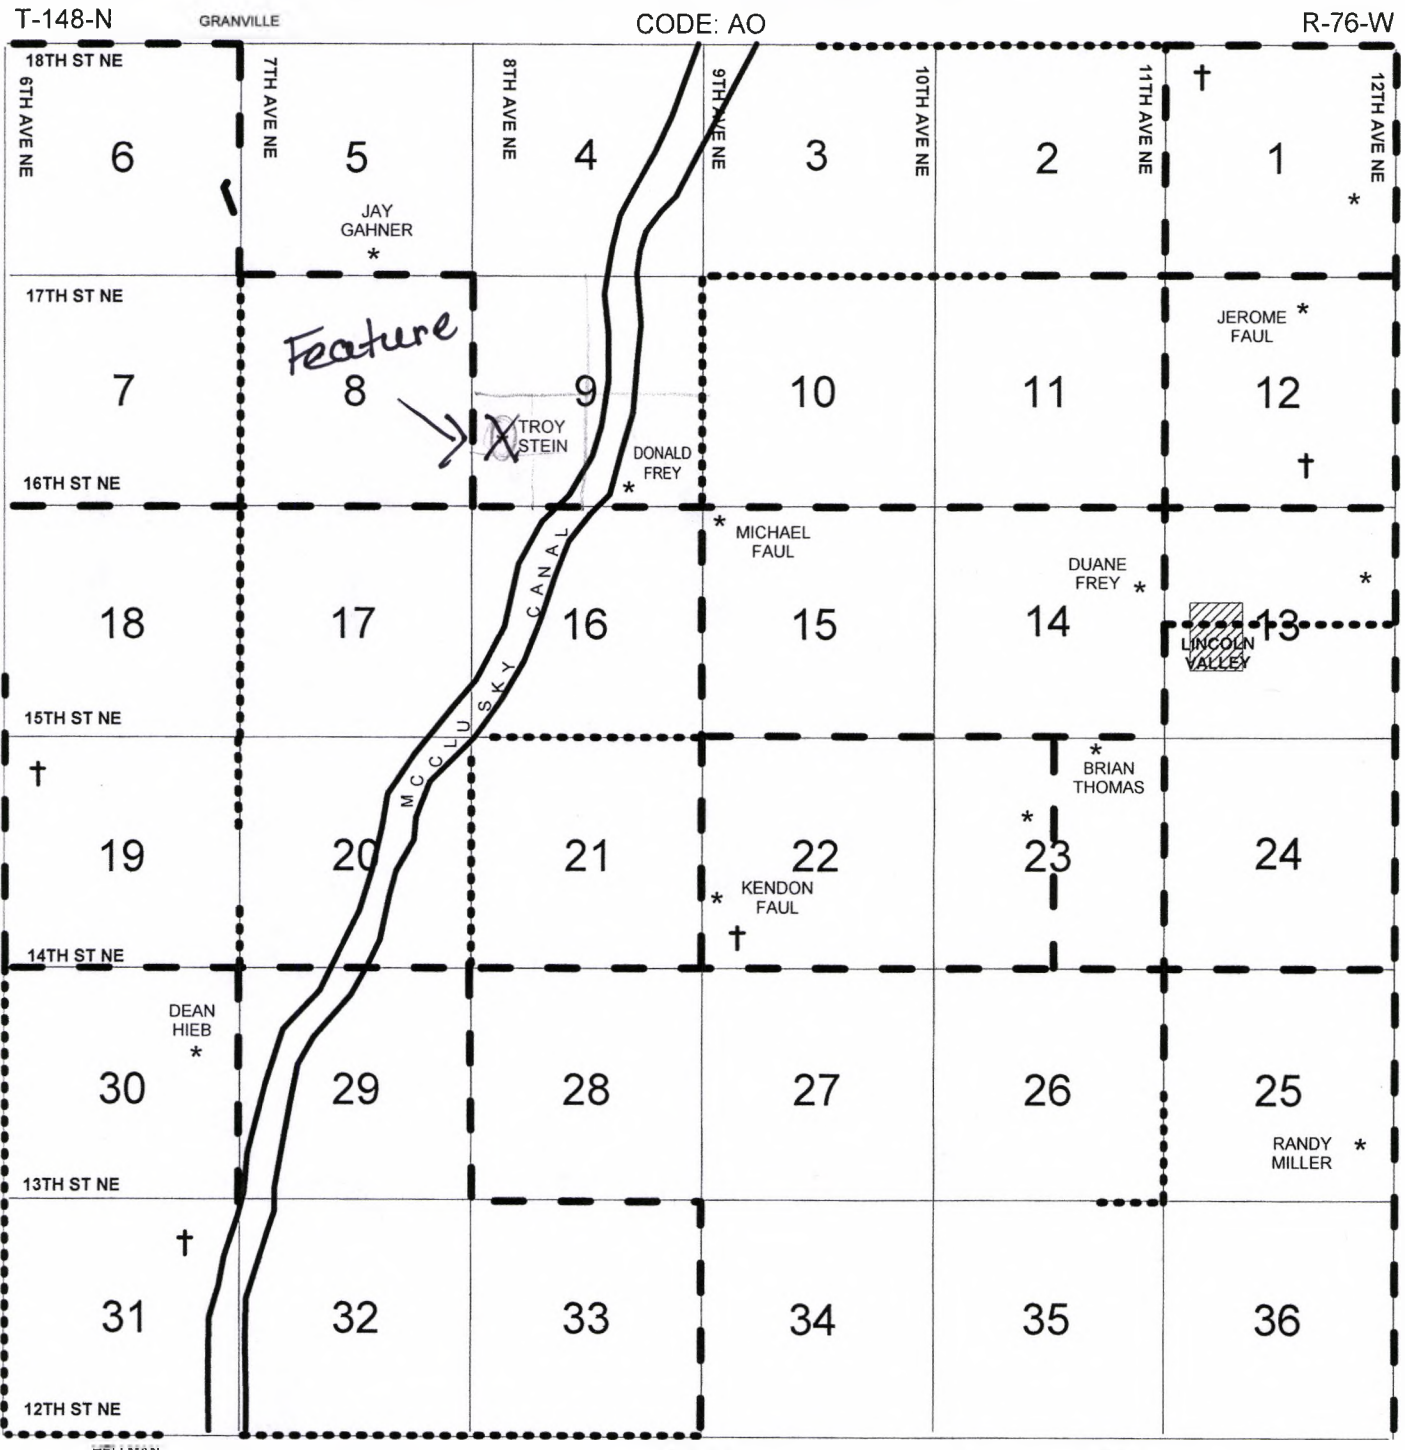 T-148-N
GRANVILLE
CODE: AO
R-76-W
18TH ST NE
6TH AVE NE
7TH AVE NE
8TH AVE NE
9TH AVE NE
10TH AVE NE
11TH AVE NE
12TH AVE NE
6
5
4
3
2
1
JAY
GAHNER
17TH ST NE
Feature
7
8
9
10
11
12
JEROME
FAUL
TROY
STEIN
DONALD
FREY
16TH ST NE
MICHAEL
FAUL
DUANE
FREY
18
17
16
15
14
13
LINCOLN
VALLEY
MCCLUSKY CANAL
15TH ST NE
BRIAN
THOMAS
19
20
21
22
23
24
KENDON
FAUL
14TH ST NE
DEAN
HIEB
30
29
28
27
26
25
RANDY
MILLER
13TH ST NE
31
32
33
34
35
36
12TH ST NE